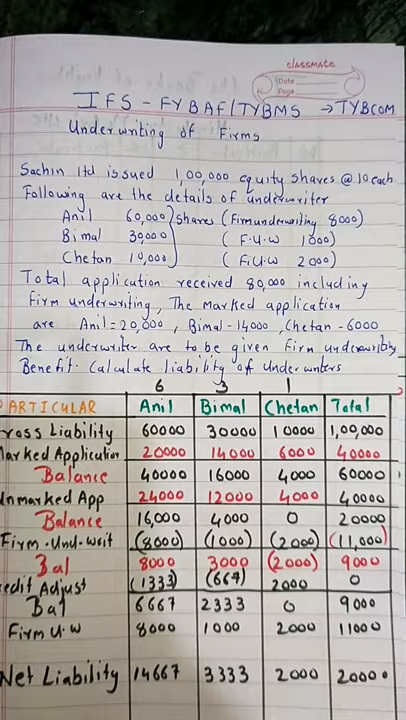 classmate
Date
Page
IFS - FYBAF/TYBMS → TYBCOM
Underwriting of Firms
Sachin ltd issued 1,00,000 equity shares @ 10 each
Following are the details of underwriter
Anil 60,000 } Shares (Firm underwriting 8000)
Bimal 30000 } (F.U.W 1000)
Chetan 10,000 } (F.U.W 2000)
Total application received 80,000 including
Firm underwriting, The marked application
are Anil = 20,000, Bimal - 14000, Chetan - 6000
The underwriter are to be given Firm underwriting
Benefit. Calculate liability of Underwriters
6 3 1
PARTICULAR Anil Bimal Chetan Total
ross Liability 60000 30000 10000 1,00,000
arked Application 20000 14000 6000 40000
Balance 40000 16000 4000 60000
nmarked App 24000 12000 4000 40000
Balance 16,000 4000 0 20000
Firm.Und.writ (8000) (1000) (2000) (11,000)
Bal 8000 3000 (2000) 9000
edit Adjust (1333) (667) 2000 0
Bal 6667 2333 0 9000
Firm U.W 8000 1000 2000 11000
Net Liability 14667 3333 2000 20000